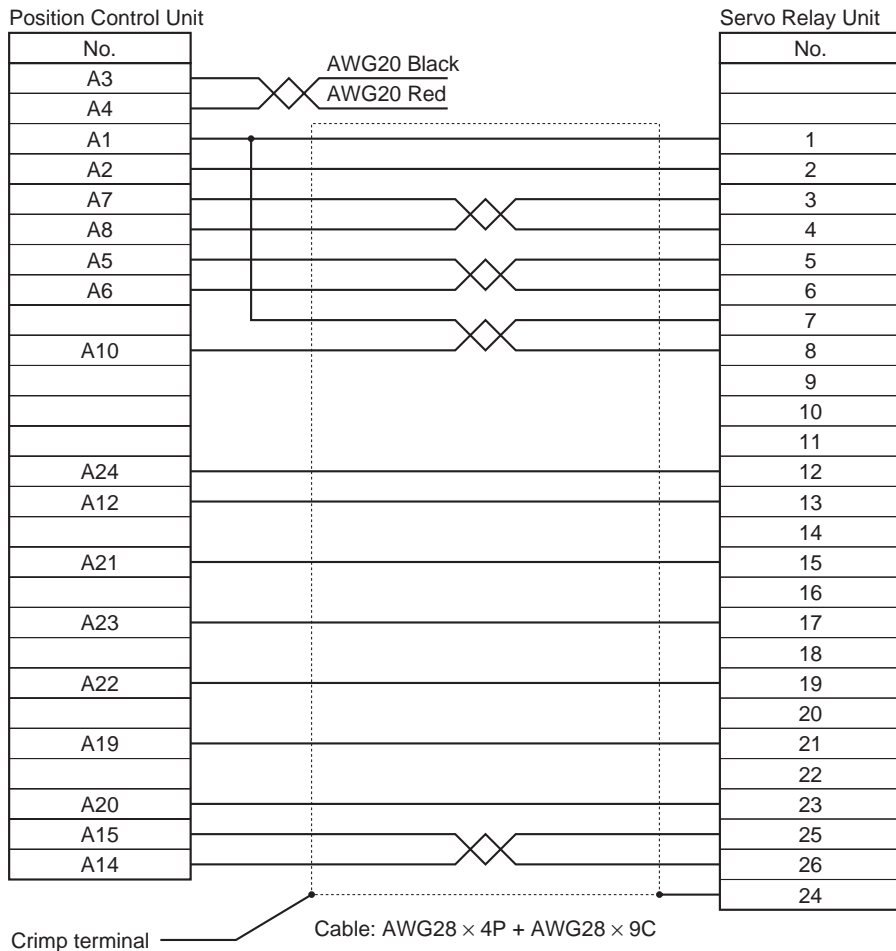 Position Control Unit Servo Relay Unit
No. No.
A3 AWG20 Black
A4 AWG20 Red
A1 1
A2 2
A7 3
A8 4
A5 5
A6 6
7
A10 8
9
10
11
A24 12
A12 13
14
A21 15
16
A23 17
18
A22 19
20
A19 21
22
A20 23
A15 25
A14 26
24
Crimp terminal Cable: AWG28 × 4P + AWG28 × 9C